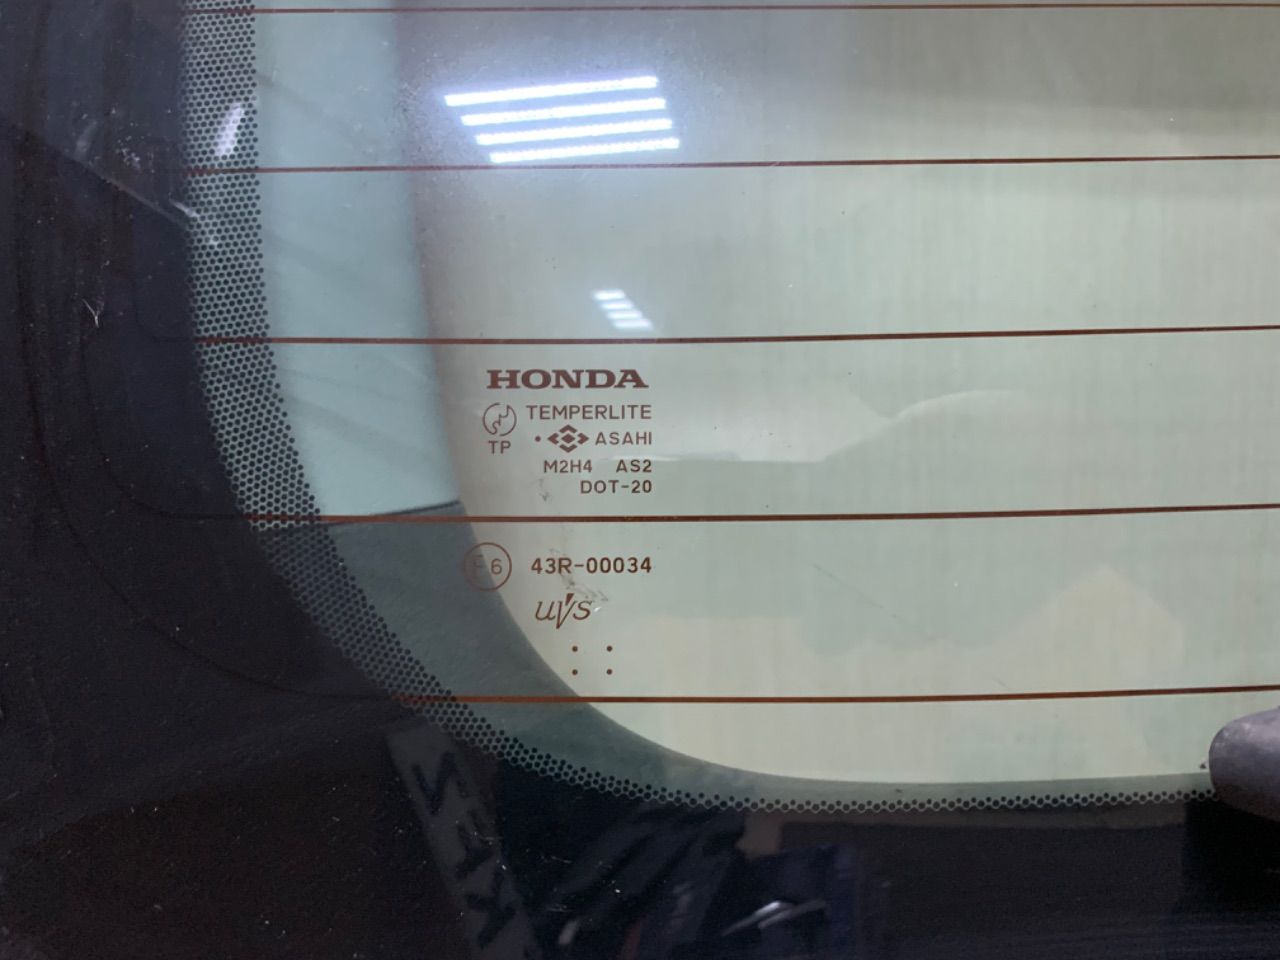 HONDA
TEMPERLITE
TP
ASAHI
M2H4 AS2
DOT-20
E6 43R-00034
uvs